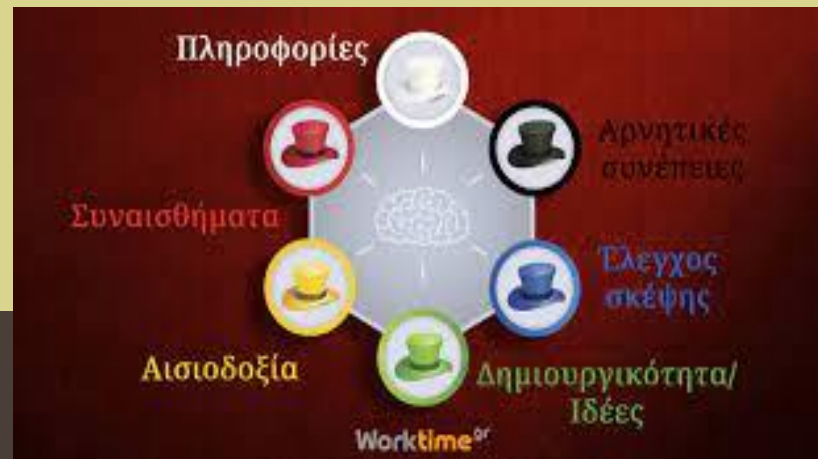 Πληροφορίες
Αρνητικές
συνέπειες
Συναισθήματα
Έλεγχος
σκέψης
Αισιοδοξία
Δημιουργικότητα/
Ιδέες
Worktime gr